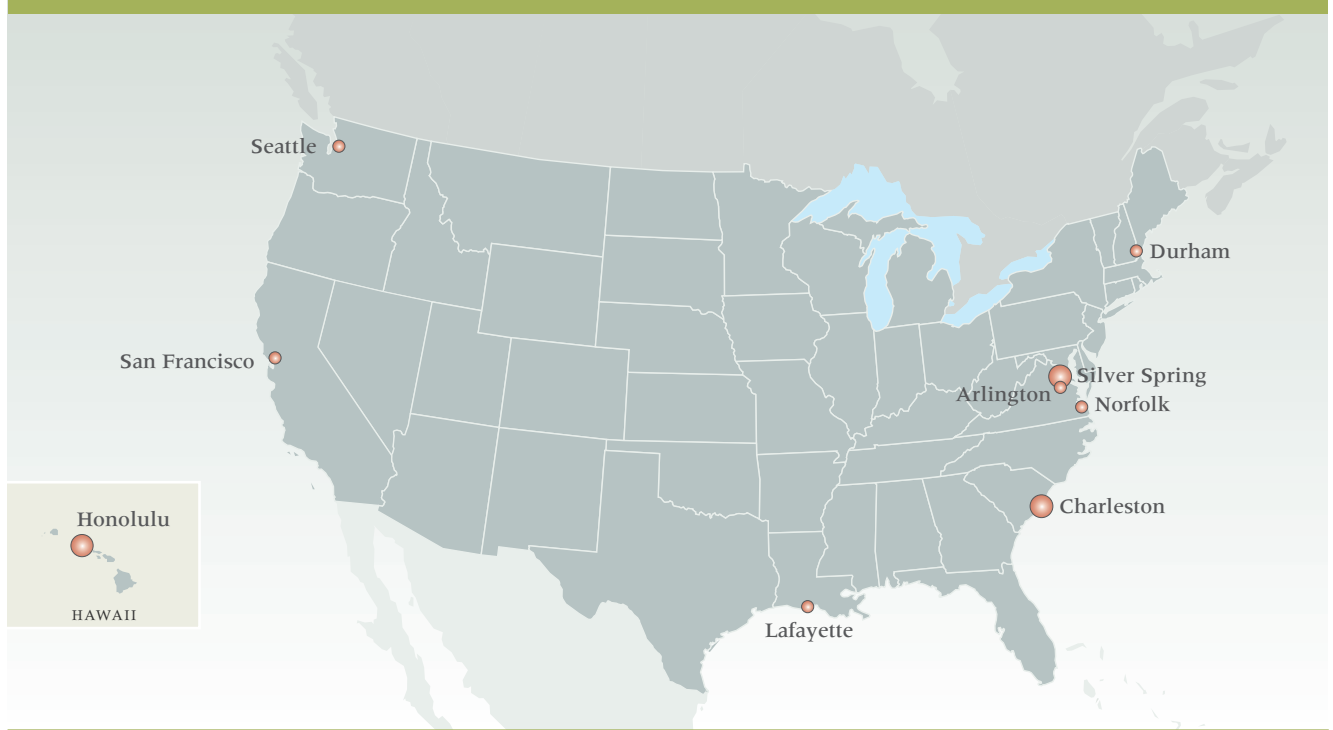 Seattle
Durham
San Francisco
Silver Spring
Arlington
Norfolk
Charleston
Honolulu
HAWAII
Lafayette